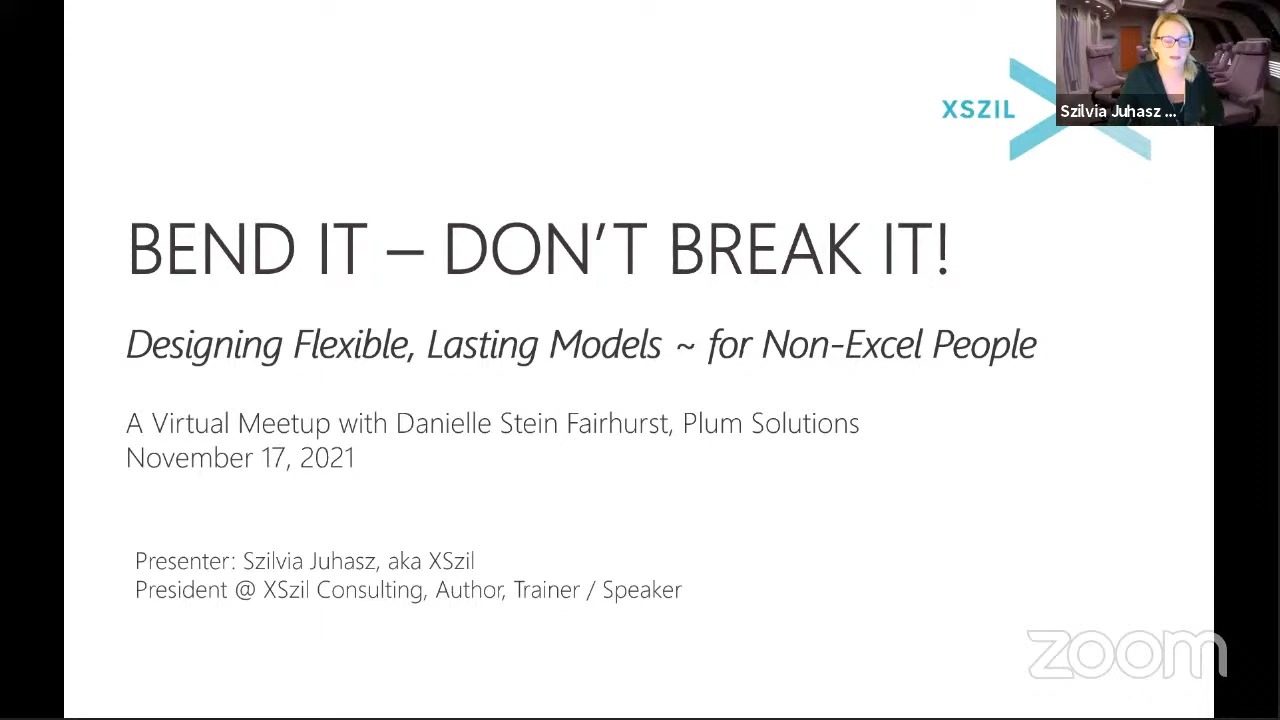 XSZIL
Szilvia Juhasz ...
BEND IT – DON’T BREAK IT!
Designing Flexible, Lasting Models ~ for Non-Excel People
A Virtual Meetup with Danielle Stein Fairhurst, Plum Solutions
November 17, 2021
Presenter: Szilvia Juhasz, aka XSzil
President @ XSzil Consulting, Author, Trainer / Speaker
zoom